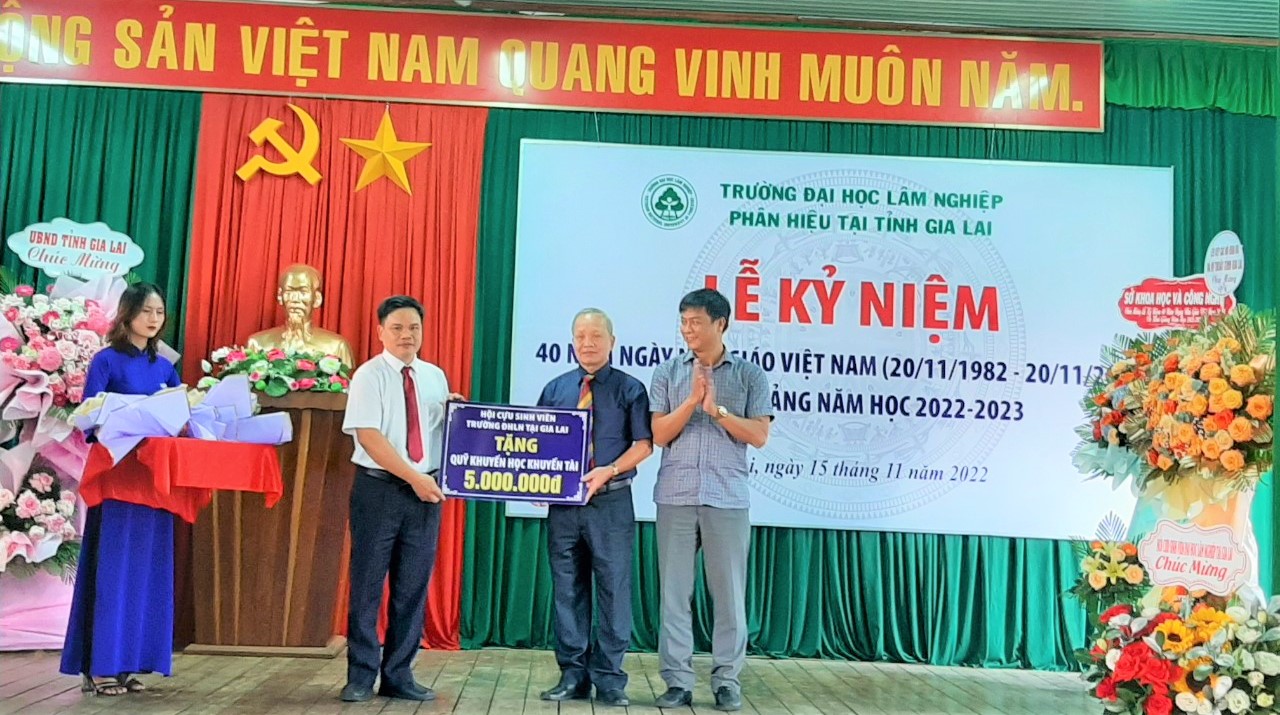 ỘNG SẢN VIỆT NAM QUANG VINH MUÔN NĂM.
UBND TỈNH GIA LAI
Chúc Mừng
TRƯỜNG ĐẠI HỌC LÂM NGHIỆP
PHÂN HIỆU TẠI TỈNH GIA LAI
LỄ KỶ NIỆM
40 NGÀY GIÁO VIỆT NAM (20/11/1982 - 20/11/2
NĂM HỌC 2022-2023
, ngày 15 tháng 11 năm 2022
HỘI CỰU SINH VIÊN
TRƯỜNG ĐHLN TẠI GIA LAI
TẶNG
QUỸ KHUYẾN HỌC KHUYẾN TÀI
5.000.000đ
SỞ KHOA HỌC VÀ CÔNG NGHỆ
Chúc Mừng